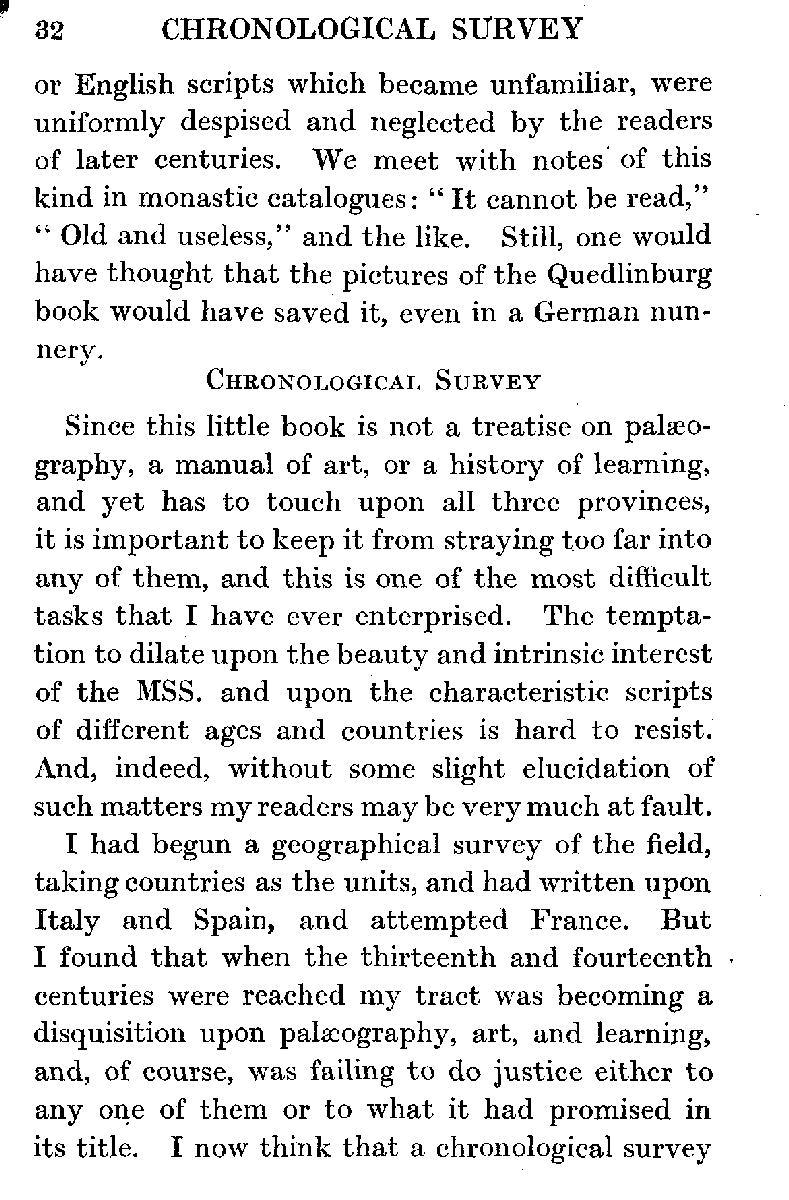 32 CHRONOLOGICAL SURVEY
or English scripts which became unfamiliar, were
uniformly despised and neglected by the readers
of later centuries. We meet with notes of this
kind in monastic catalogues: “ It cannot be read,”
“ Old and useless,” and the like. Still, one would
have thought that the pictures of the Quedlinburg
book would have saved it, even in a German nun-
nery.
CHRONOLOGICAL SURVEY
Since this little book is not a treatise on palæo-
graphy, a manual of art, or a history of learning,
and yet has to touch upon all three provinces,
it is important to keep it from straying too far into
any of them, and this is one of the most difficult
tasks that I have ever enterprised. The tempta-
tion to dilate upon the beauty and intrinsic interest
of the MSS. and upon the characteristic scripts
of different ages and countries is hard to resist.
And, indeed, without some slight elucidation of
such matters my readers may be very much at fault.
I had begun a geographical survey of the field,
taking countries as the units, and had written upon
Italy and Spain, and attempted France. But
I found that when the thirteenth and fourteenth
centuries were reached my tract was becoming a
disquisition upon palæography, art, and learning,
and, of course, was failing to do justice either to
any one of them or to what it had promised in
its title. I now think that a chronological survey